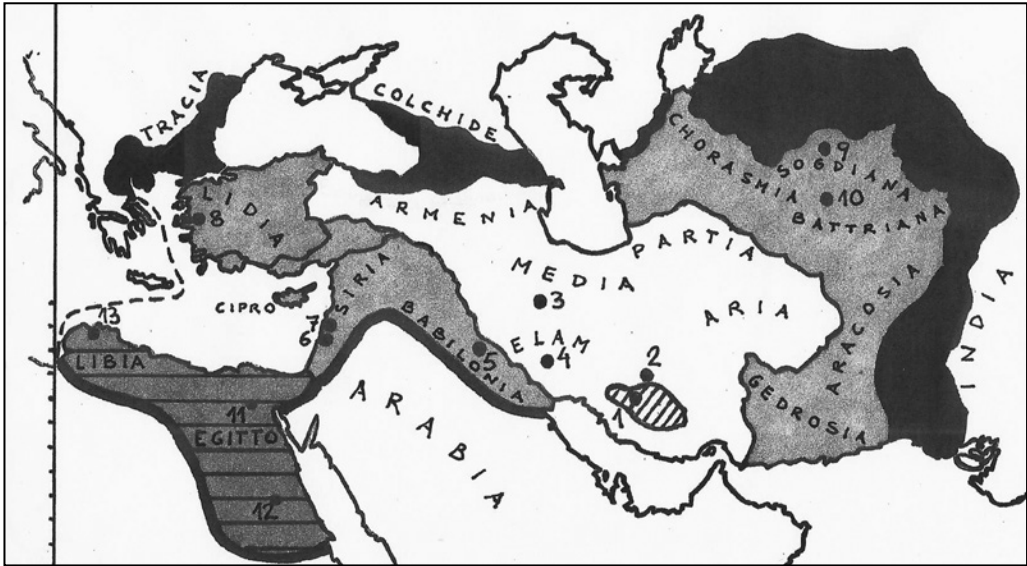 TRACIA
COLCHIDE
CHORASMIA
SOGDIANA
9
10
BATTRIANA
LIDIA
8
ARMENIA
PARTIA
MEDIA
3
ARIA
CIPRO
SIRIA
7
6
BABILONIA
5
ELAM
4
2
1
ARACOSIA
GEDROSIA
INDIA
13
LIBIA
11
EGITTO
12
ARABIA